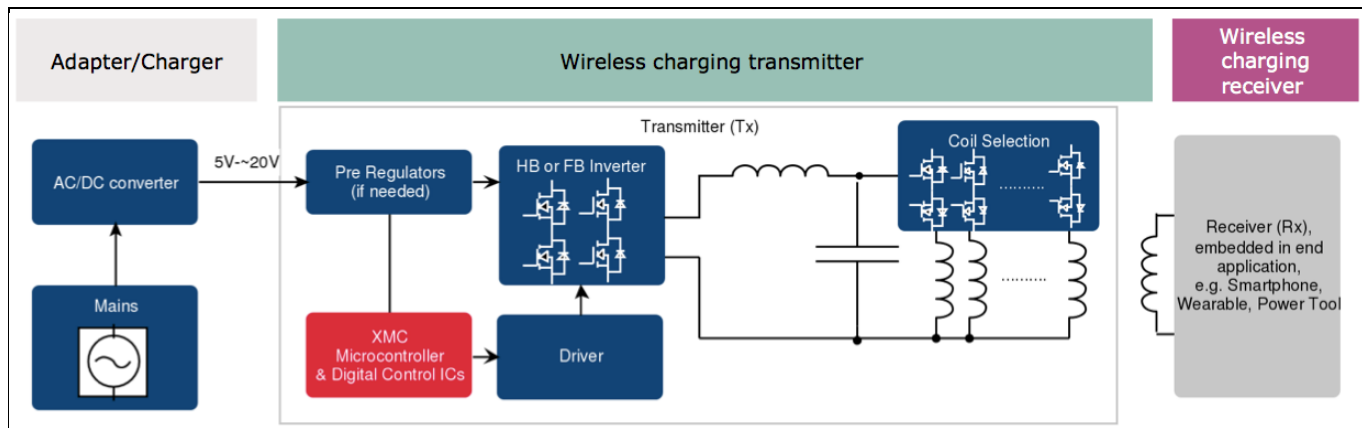 Adapter/Charger
Wireless charging transmitter
Wireless
charging
receiver
Transmitter (Tx)
5V-~20V
AC/DC converter
Pre Regulators
(if needed)
HB or FB Inverter
Coil Selection
..........
..........
Mains
XMC
Microcontroller
& Digital Control ICs
Driver
Receiver (Rx),
embedded in end
application,
e.g. Smartphone,
Wearable, Power Tool